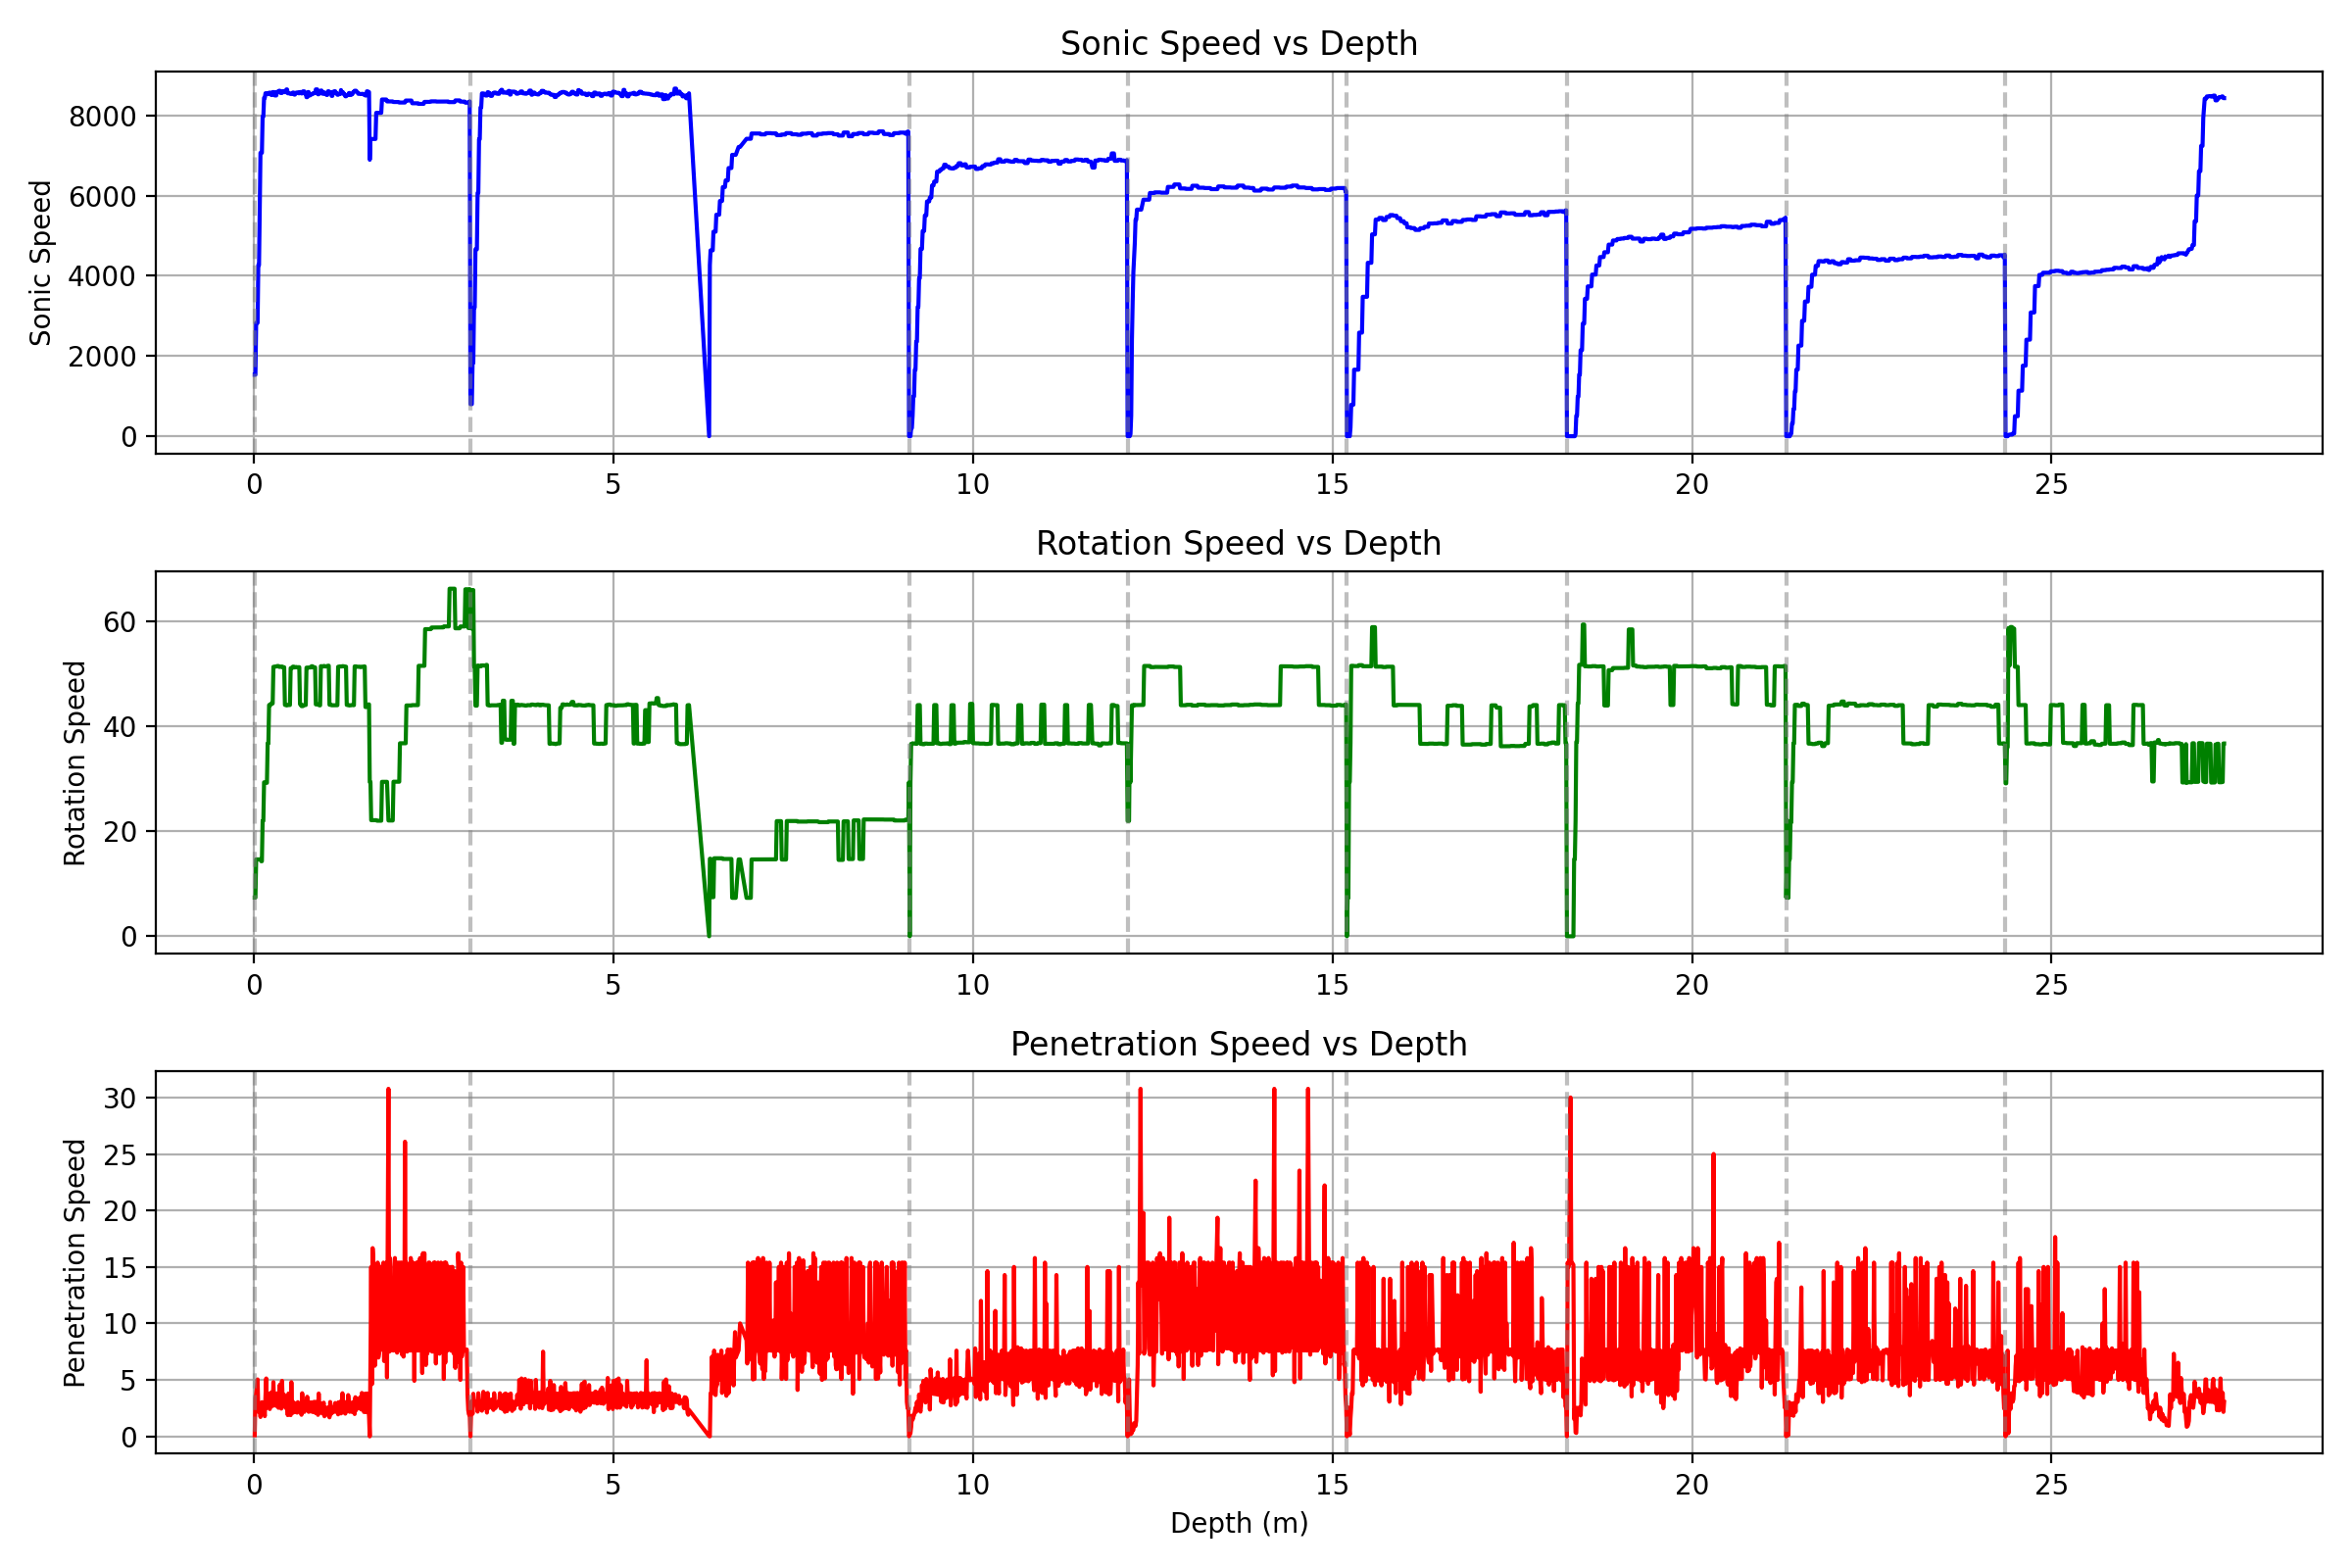 Sonic Speed vs Depth
Sonic Speed
8000
6000
4000
2000
0
0 5 10 15 20 25
Rotation Speed vs Depth
Rotation Speed
60
40
20
0
0 5 10 15 20 25
Penetration Speed vs Depth
Penetration Speed
30
25
20
15
10
5
0
0 5 10 15 20 25
Depth (m)